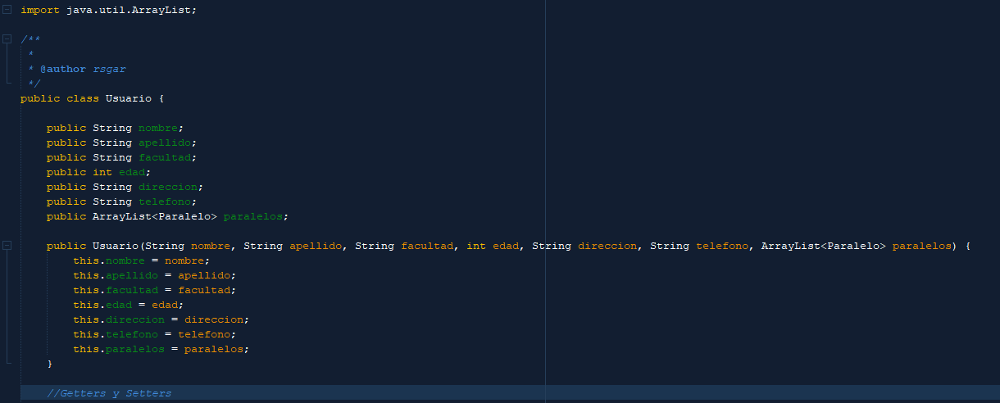 import java.util.ArrayList;
/**
*
* @author rsgar
*/
public class Usuario {
public String nombre;
public String apellido;
public String facultad;
public int edad;
public String direccion;
public String telefono;
public ArrayList<Paralelo> paralelos;
public Usuario(String nombre, String apellido, String facultad, int edad, String direccion, String telefono, ArrayList<Paralelo> paralelos) {
this.nombre = nombre;
this.apellido = apellido;
this.facultad = facultad;
this.edad = edad;
this.direccion = direccion;
this.telefono = telefono;
this.paralelos = paralelos;
}
//Getters y Setters